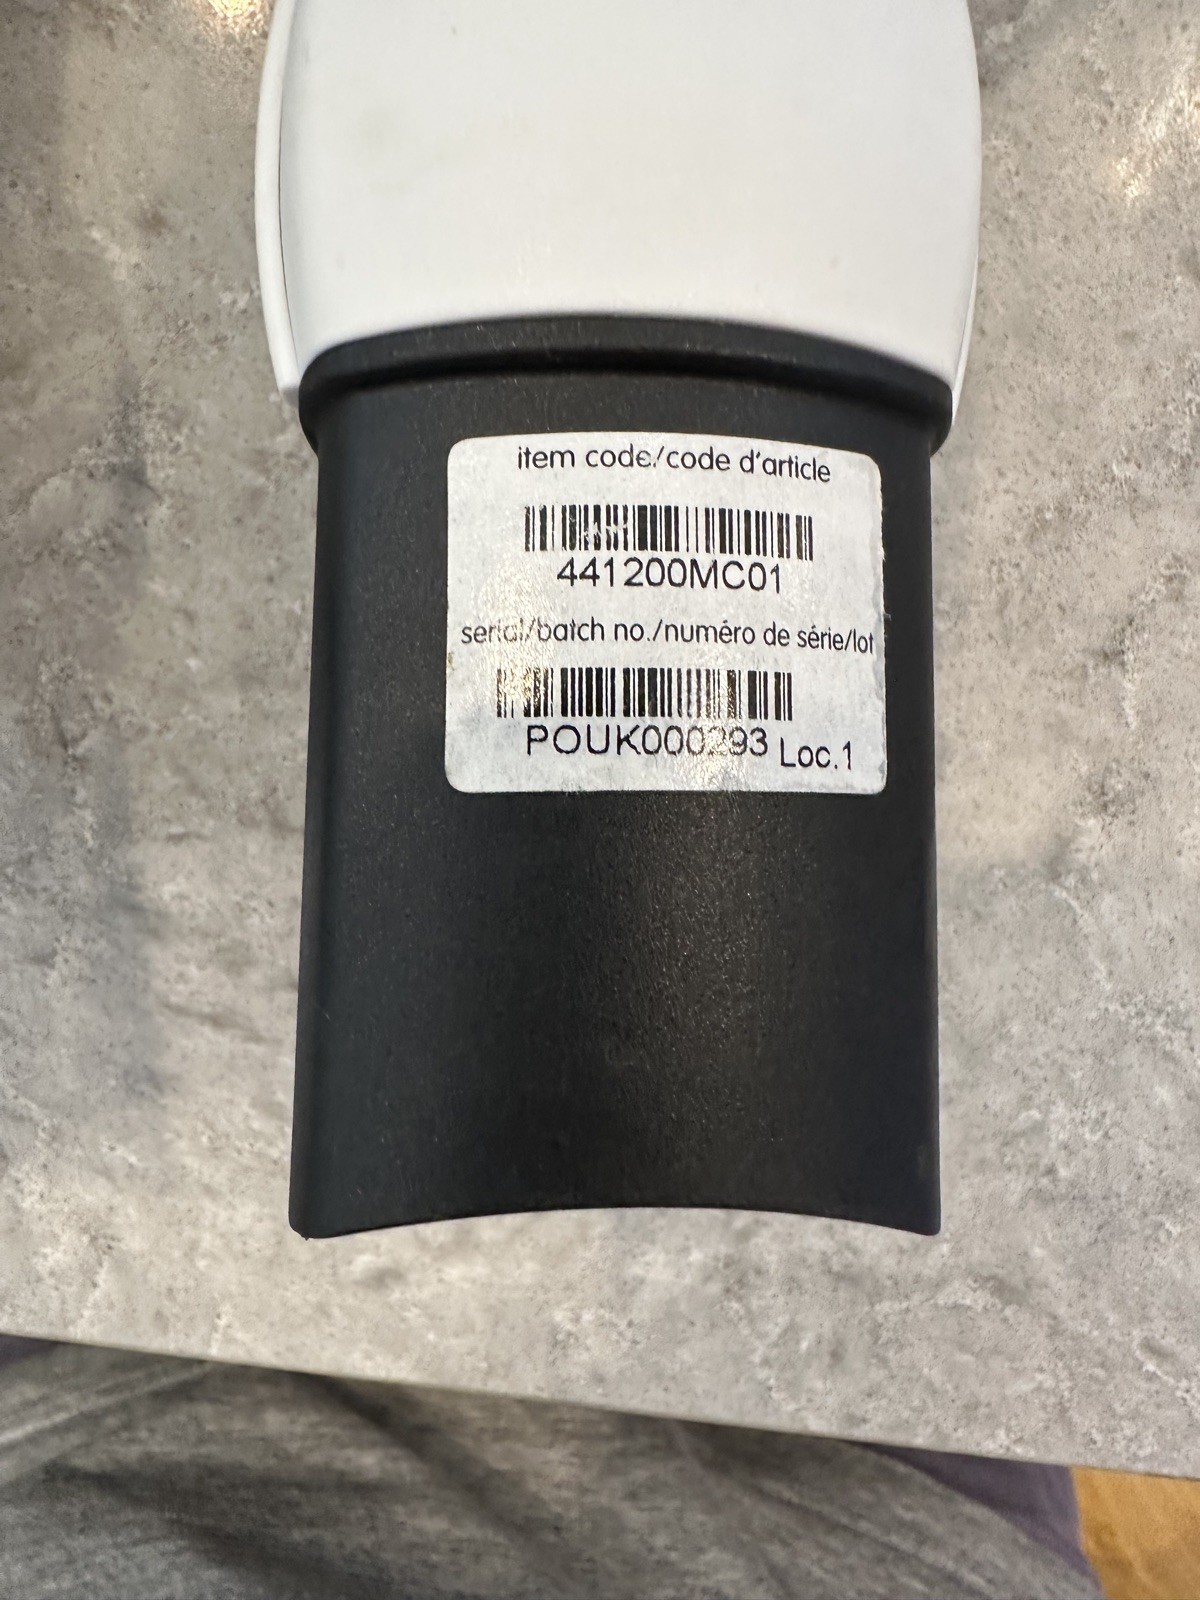 item code/code d'article
441200MC01
serial/batch no./numéro de série/lot
POUK000293 Loc.1